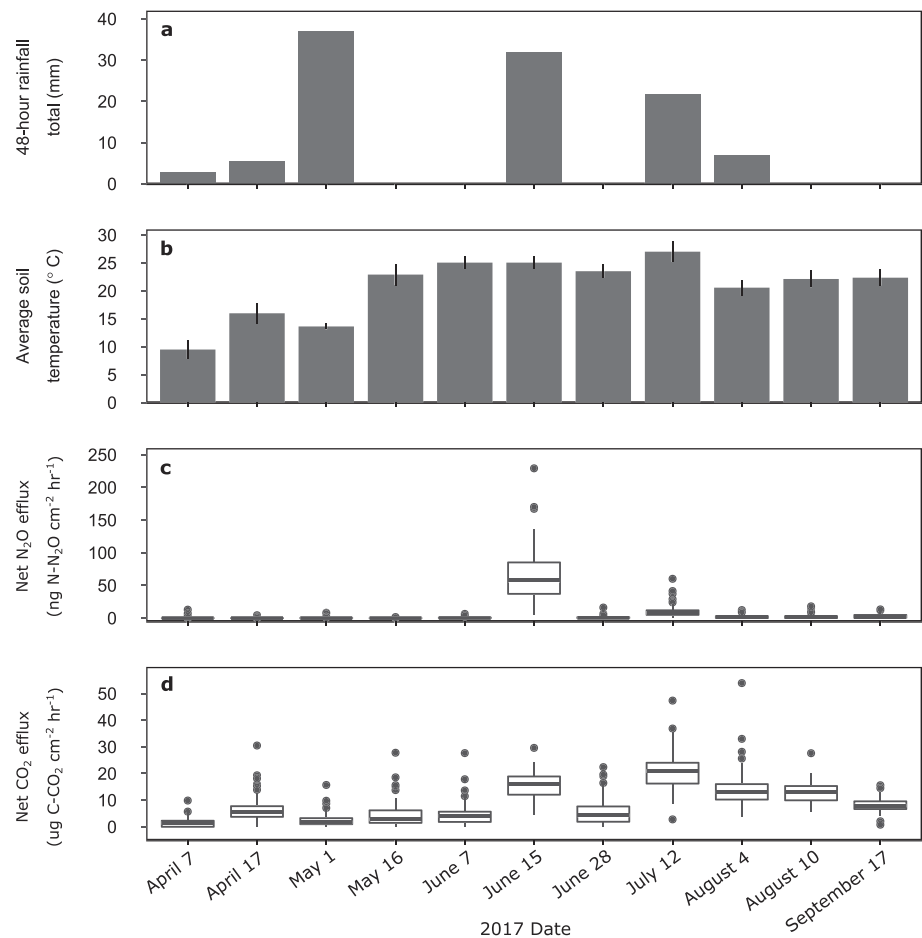 a
48-hour rainfall
total (mm)
40
30
20
10
0
b
Average soil
temperature (° C)
30
25
20
15
10
5
0
c
Net N₂O efflux
(ng N-N₂O cm⁻² hr⁻¹)
250
200
150
100
50
0
d
Net CO₂ efflux
(ug C-CO₂ cm⁻² hr⁻¹)
50
40
30
20
10
0
April 7
April 17
May 1
May 16
June 7
June 15
June 28
July 12
August 4
August 10
September 17
2017 Date